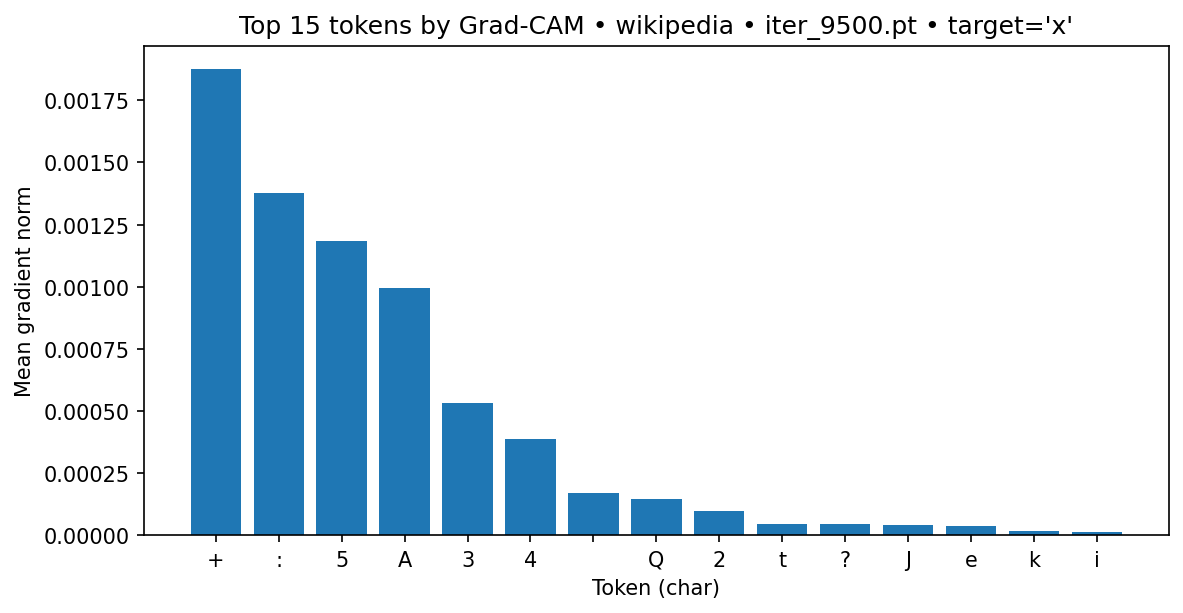 Top 15 tokens by Grad-CAM • wikipedia • iter_9500.pt • target='x'
0.00175
0.00150
0.00125
0.00100
0.00075
0.00050
0.00025
0.00000
Mean gradient norm
+ : 5 A 3 4 Q 2 t ? J e k i
Token (char)